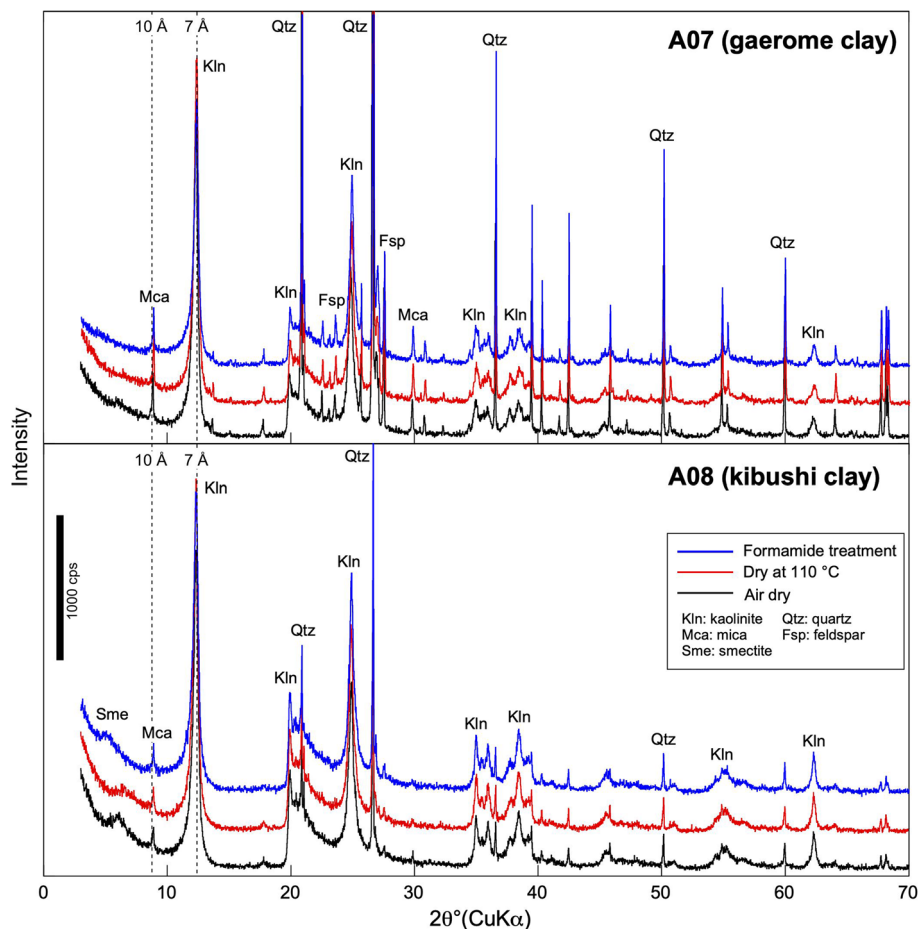 10 Å 7 Å Qtz Qtz Qtz A07 (gaerome clay)
Kln
Qtz
Kln
Fsp
Qtz
Mca Kln Fsp Mca Kln Kln Kln
Intensity
10 Å 7 Å Qtz A08 (kibushi clay)
Kln
1000 cps
Kln
Qtz
Kln
Formamide treatment
Dry at 110 °C
Air dry
Kln: kaolinite Qtz: quartz
Mca: mica Fsp: feldspar
Sme: smectite
Sme Mca Kln Kln Qtz Kln Kln
0 10 20 30 40 50 60 70
2θ°(CuKα)